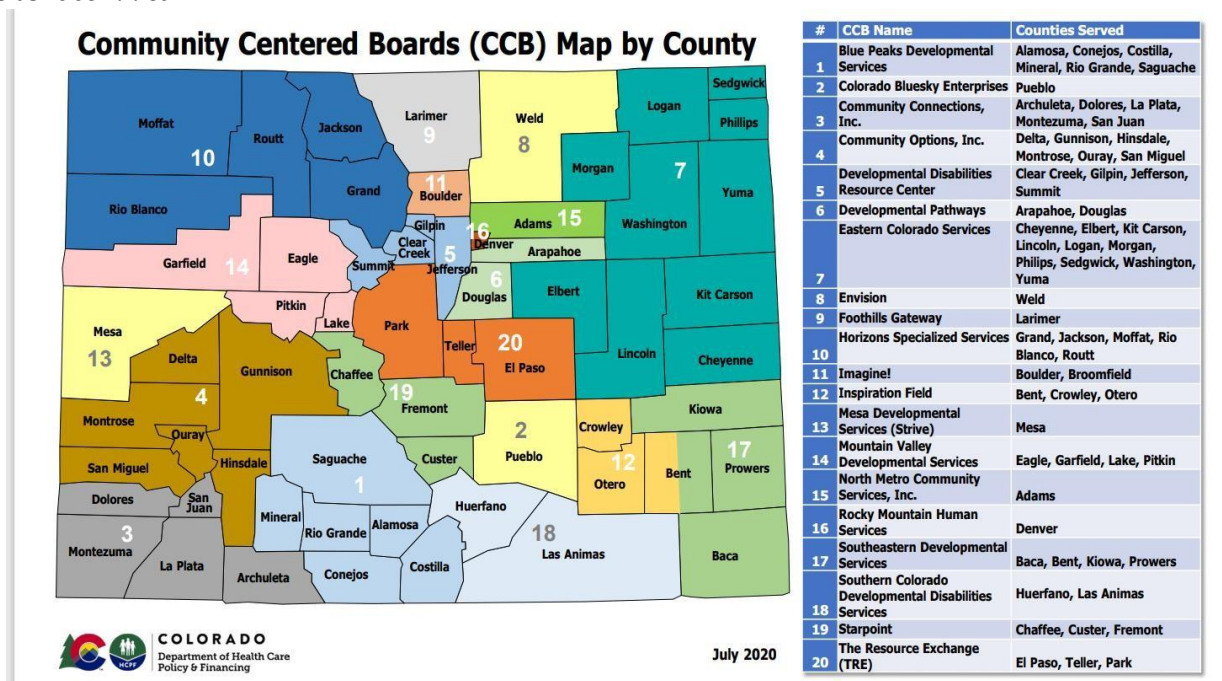 Community Centered Boards (CCB) Map by County
Moffat
Routt
Jackson
Larimer
9
Weld
8
Logan
Sedgwick
Phillips
10
Grand
11
Boulder
Morgan
7
Yuma
Rio Blanco
Washington
Gilpin
Clear
Creek
5
Jefferson
Summit
16
Denver
Adams 15
Arapahoe
Garfield
14
Eagle
6
Douglas
Elbert
Kit Carson
Pitkin
Lake
Park
Mesa
13
Teller
20
El Paso
Lincoln
Cheyenne
Delta
Gunnison
Chaffee
4
19
Fremont
Kiowa
Montrose
Ouray
2
Pueblo
Crowley
San Miguel
Hinsdale
Saguache
1
Custer
12
Otero
Bent
17
Prowers
Dolores
San
Juan
Huerfano
Mineral
Rio Grande
Alamosa
18
Las Animas
3
Montezuma
La Plata
Archuleta
Conejos
Costilla
Baca
# CCB Name Counties Served
Blue Peaks Developmental Alamosa, Conejos, Costilla,
1 Services Mineral, Rio Grande, Saguache
2 Colorado Bluesky Enterprises Pueblo
Community Connections, Archuleta, Dolores, La Plata,
3 Inc. Montezuma, San Juan
Community Options, Inc. Delta, Gunnison, Hinsdale,
4 Montrose, Ouray, San Miguel
Developmental Disabilities Clear Creek, Gilpin, Jefferson,
5 Resource Center Summit
6 Developmental Pathways Arapahoe, Douglas
Eastern Colorado Services Cheyenne, Elbert, Kit Carson,
Lincoln, Logan, Morgan,
Philips, Sedgwick, Washington,
7 Yuma
8 Envision Weld
9 Foothills Gateway Larimer
Horizons Specialized Services Grand, Jackson, Moffat, Rio
10 Blanco, Routt
11 Imagine! Boulder, Broomfield
12 Inspiration Field Bent, Crowley, Otero
Mesa Developmental
13 Services (Strive) Mesa
Mountain Valley
14 Developmental Services Eagle, Garfield, Lake, Pitkin
North Metro Community
15 Services, Inc. Adams
Rocky Mountain Human
16 Services Denver
Southeastern Developmental
17 Services Baca, Bent, Kiowa, Prowers
Southern Colorado
Developmental Disabilities Huerfano, Las Animas
18 Services
19 Starpoint Chaffee, Custer, Fremont
The Resource Exchange
20 (TRE) El Paso, Teller, Park
HCPF
COLORADO
Department of Health Care
Policy & Financing
July 2020